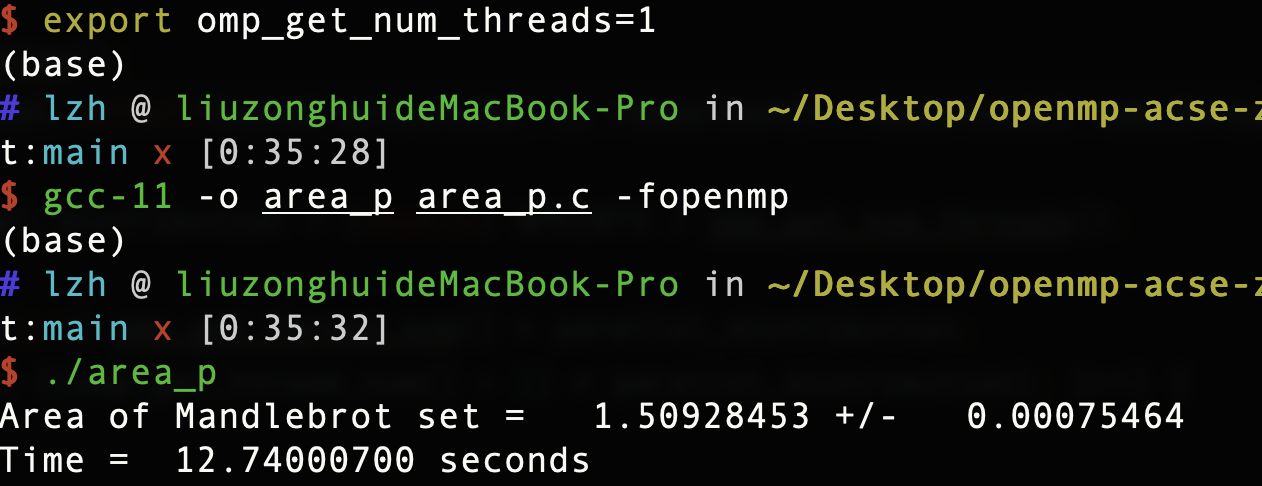 $ export omp_get_num_threads=1
(base)
# lzh @ liuzonghuideMacBook-Pro in ~/Desktop/openmp-acse-z
t:main x [0:35:28]
$ gcc-11 -o area_p area_p.c -fopenmp
(base)
# lzh @ liuzonghuideMacBook-Pro in ~/Desktop/openmp-acse-z
t:main x [0:35:32]
$ ./area_p
Area of Mandlebrot set =   1.50928453 +/-   0.00075464
Time =  12.74000700 seconds